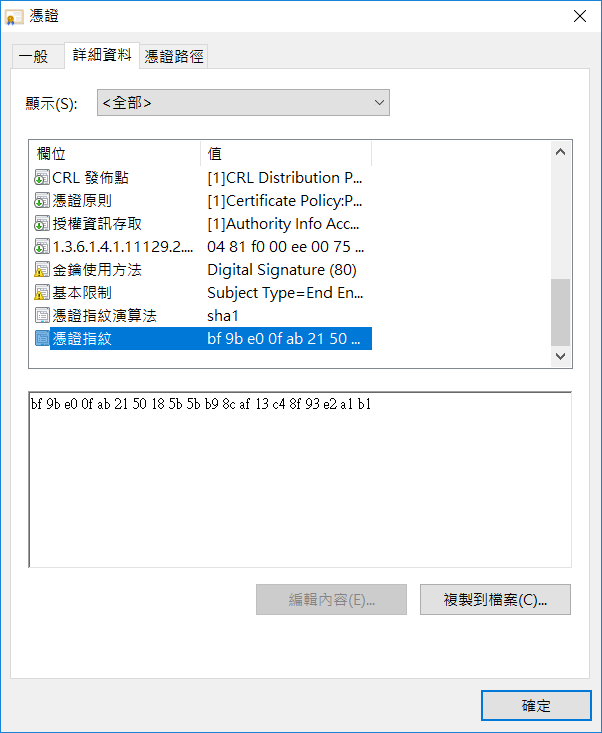 憑證
一般 詳細資料 憑證路徑
顯示(S): <全部>
欄位 值
CRL 發佈點 [1]CRL Distribution P...
憑證原則 [1]Certificate Policy:P...
授權資訊存取 [1]Authority Info Acc...
1.3.6.1.4.1.11129.2.... 04 81 f0 00 ee 00 75 ...
金鑰使用方法 Digital Signature (80)
基本限制 Subject Type=End En...
憑證指紋演算法 sha1
憑證指紋 bf 9b e0 0f ab 21 50 ...
bf 9b e0 0f ab 21 50 18 5b 5b b9 8c af 13 c4 8f 93 e2 a1 b1
編輯內容(E)... 複製到檔案(C)...
確定